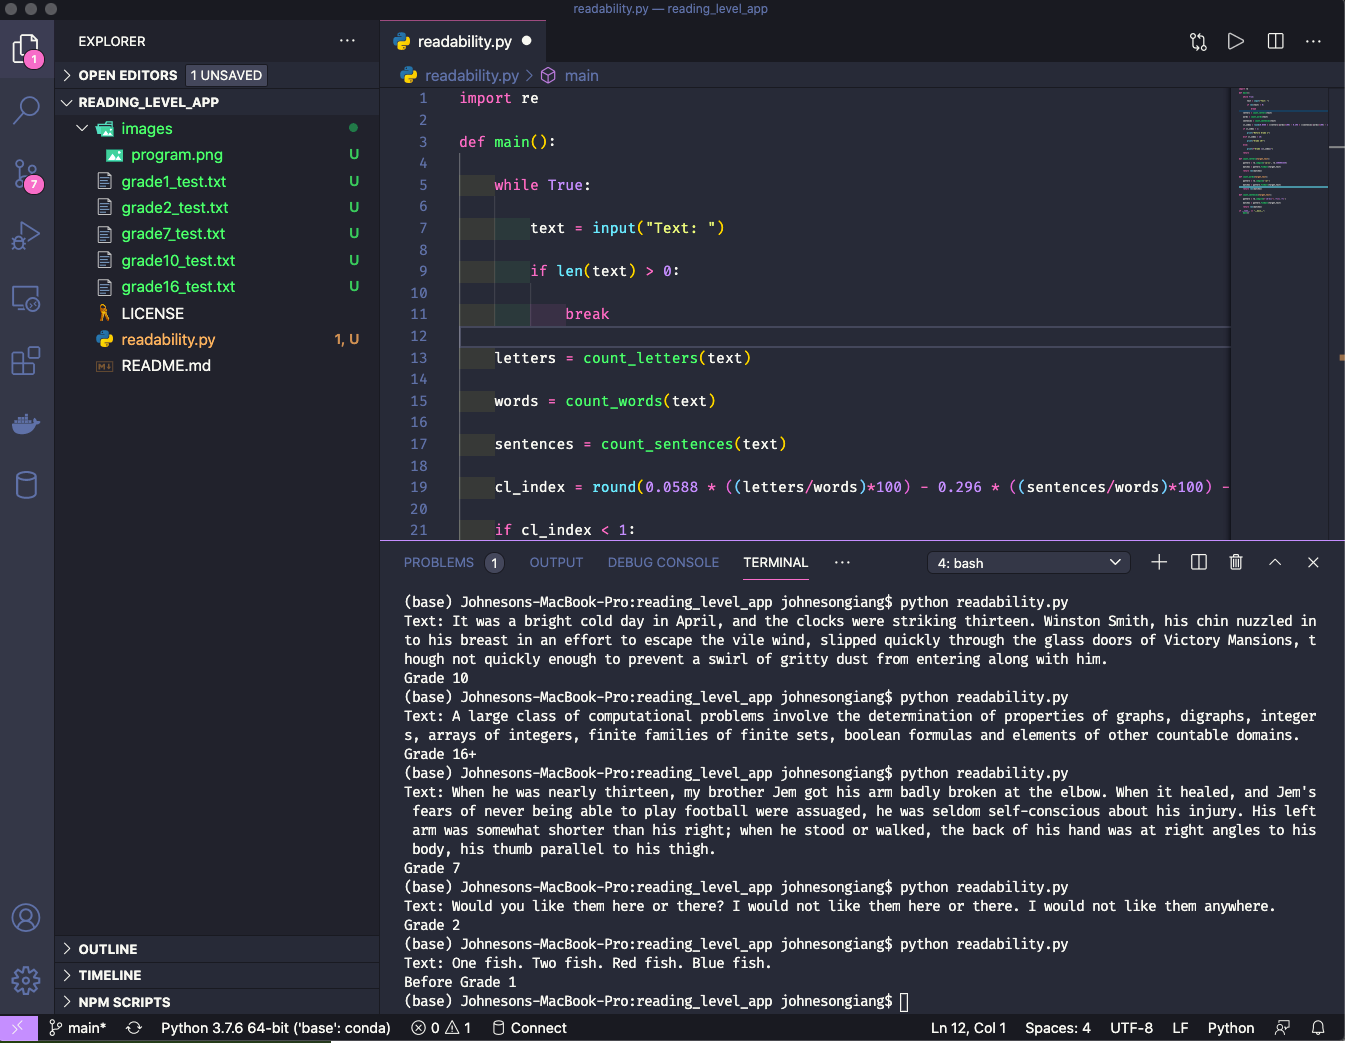 readability.py — reading_level_app
EXPLORER
OPEN EDITORS 1 UNSAVED
READING_LEVEL_APP
images
program.png U
grade1_test.txt U
grade2_test.txt U
grade7_test.txt U
grade10_test.txt U
grade16_test.txt U
LICENSE
readability.py 1, U
README.md
OUTLINE
TIMELINE
NPM SCRIPTS
1
7
readability.py
readability.py > main
1 import re
2
3 def main():
4
5 while True:
6
7 text = input("Text: ")
8
9 if len(text) > 0:
10
11 break
12
13 letters = count_letters(text)
14
15 words = count_words(text)
16
17 sentences = count_sentences(text)
18
19 cl_index = round(0.0588 * ((letters/words)*100) - 0.296 * ((sentences/words)*100) -
20
21 if cl_index < 1:
PROBLEMS 1 OUTPUT DEBUG CONSOLE TERMINAL ··· 4: bash
(base) Johnesons-MacBook-Pro:reading_level_app johnesongiang$ python readability.py
Text: It was a bright cold day in April, and the clocks were striking thirteen. Winston Smith, his chin nuzzled in
to his breast in an effort to escape the vile wind, slipped quickly through the glass doors of Victory Mansions, t
hough not quickly enough to prevent a swirl of gritty dust from entering along with him.
Grade 10
(base) Johnesons-MacBook-Pro:reading_level_app johnesongiang$ python readability.py
Text: A large class of computational problems involve the determination of properties of graphs, digraphs, integer
s, arrays of integers, finite families of finite sets, boolean formulas and elements of other countable domains.
Grade 16+
(base) Johnesons-MacBook-Pro:reading_level_app johnesongiang$ python readability.py
Text: When he was nearly thirteen, my brother Jem got his arm badly broken at the elbow. When it healed, and Jem's
fears of never being able to play football were assuaged, he was seldom self-conscious about his injury. His left
arm was somewhat shorter than his right; when he stood or walked, the back of his hand was at right angles to his
body, his thumb parallel to his thigh.
Grade 7
(base) Johnesons-MacBook-Pro:reading_level_app johnesongiang$ python readability.py
Text: Would you like them here or there? I would not like them here or there. I would not like them anywhere.
Grade 2
(base) Johnesons-MacBook-Pro:reading_level_app johnesongiang$ python readability.py
Text: One fish. Two fish. Red fish. Blue fish.
Before Grade 1
(base) Johnesons-MacBook-Pro:reading_level_app johnesongiang$
main* Python 3.7.6 64-bit ('base': conda) 0 1 Connect Ln 12, Col 1 Spaces: 4 UTF-8 LF Python